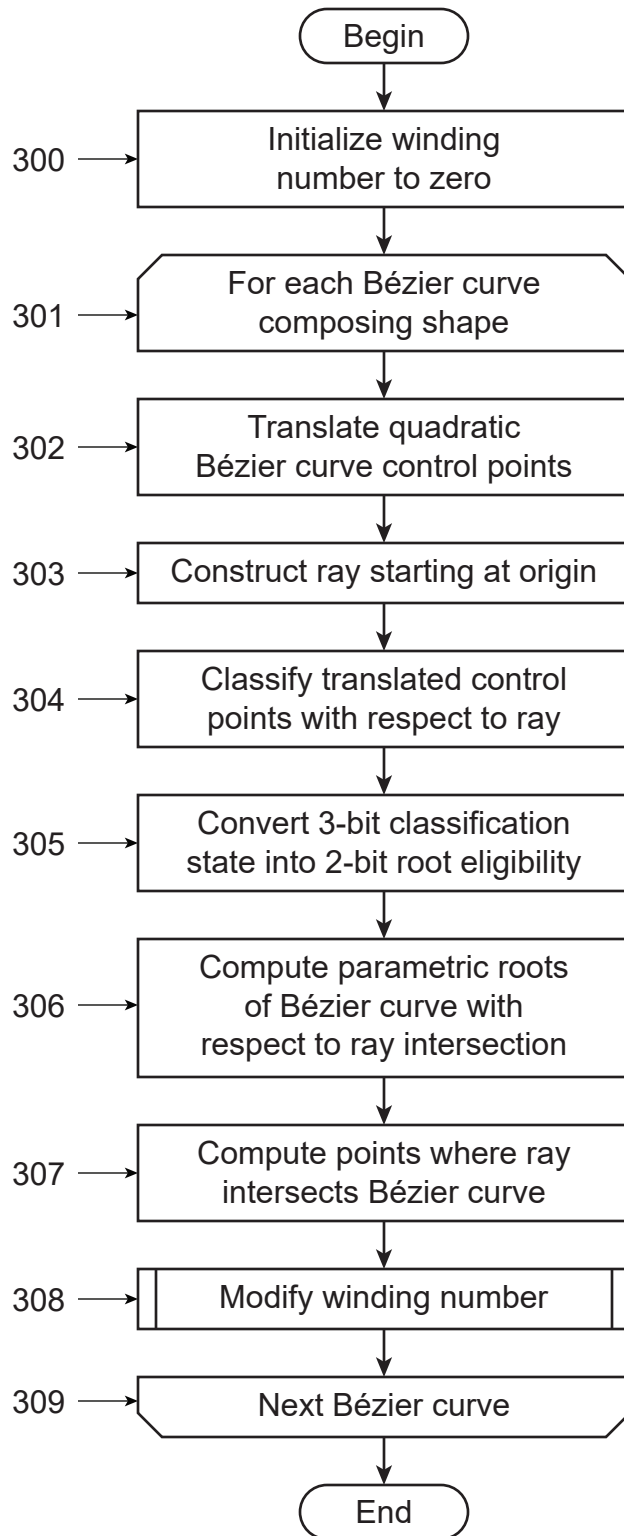 Begin
300
Initialize winding
number to zero
301
For each Bézier curve
composing shape
302
Translate quadratic
Bézier curve control points
303
Construct ray starting at origin
304
Classify translated control
points with respect to ray
305
Convert 3-bit classification
state into 2-bit root eligibility
306
Compute parametric roots
of Bézier curve with
respect to ray intersection
307
Compute points where ray
intersects Bézier curve
308
Modify winding number
309
Next Bézier curve
End